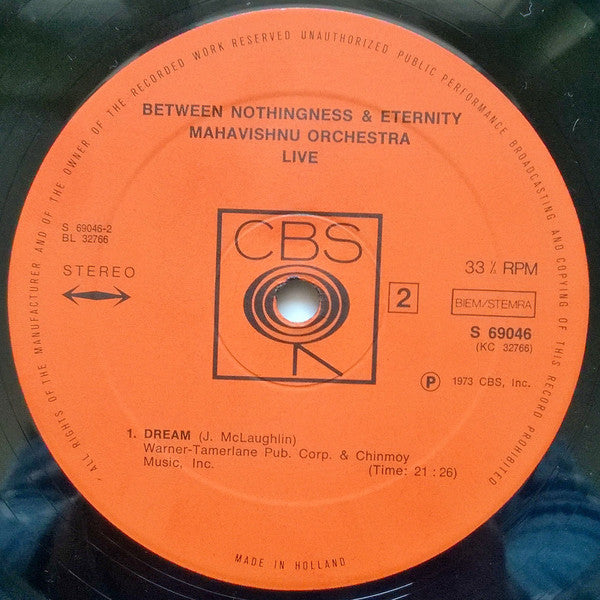 ALL RIGHTS OF THE MANUFACTURER AND OF THE OWNER OF THE RECORDED WORK RESERVED UNAUTHORIZED PUBLIC PERFORMANCE BROADCASTING AND COPYING OF THIS RECORD PROHIBITED
BETWEEN NOTHINGNESS & ETERNITY
MAHAVISHNU ORCHESTRA
LIVE
S 69046-2
BL 32766
STEREO
CBS
2
33⅓ RPM
BIEM/STEMRA
S 69046
(KC 32766)
℗ 1973 CBS, Inc.
1. DREAM (J. McLaughlin)
Warner-Tamerlane Pub. Corp. & Chinmoy
Music, Inc. (Time: 21:26)
MADE IN HOLLAND